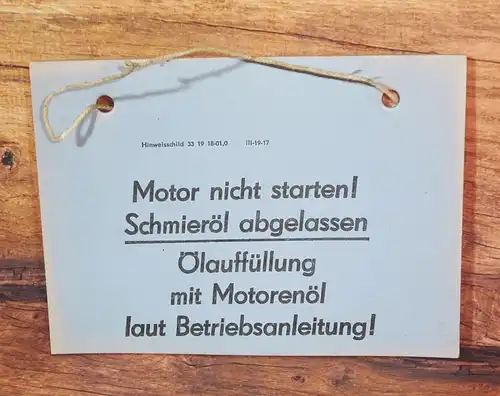 Hinweisschild 33 19 18-01,0 III-19-17
Motor nicht starten!
Schmieröl abgelassen
Ölauffüllung
mit Motorenöl
laut Betriebsanleitung!